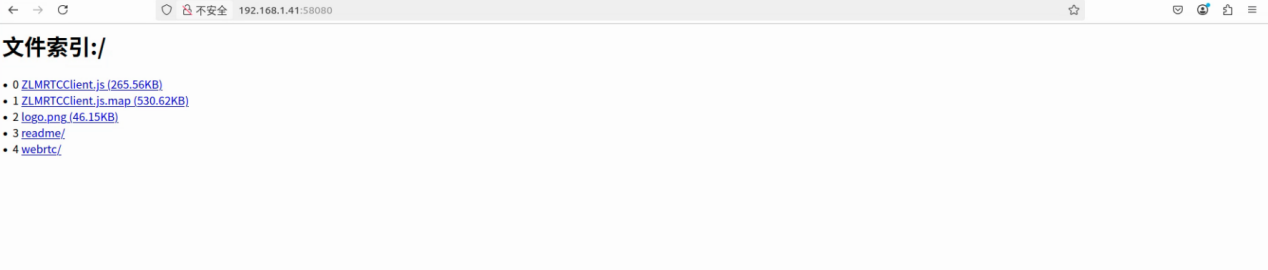 不安全 192.168.1.41:58080
文件索引:/
• 0 ZLMRTCClient.js (265.56KB)
• 1 ZLMRTCClient.js.map (530.62KB)
• 2 logo.png (46.15KB)
• 3 readme/
• 4 webrtc/